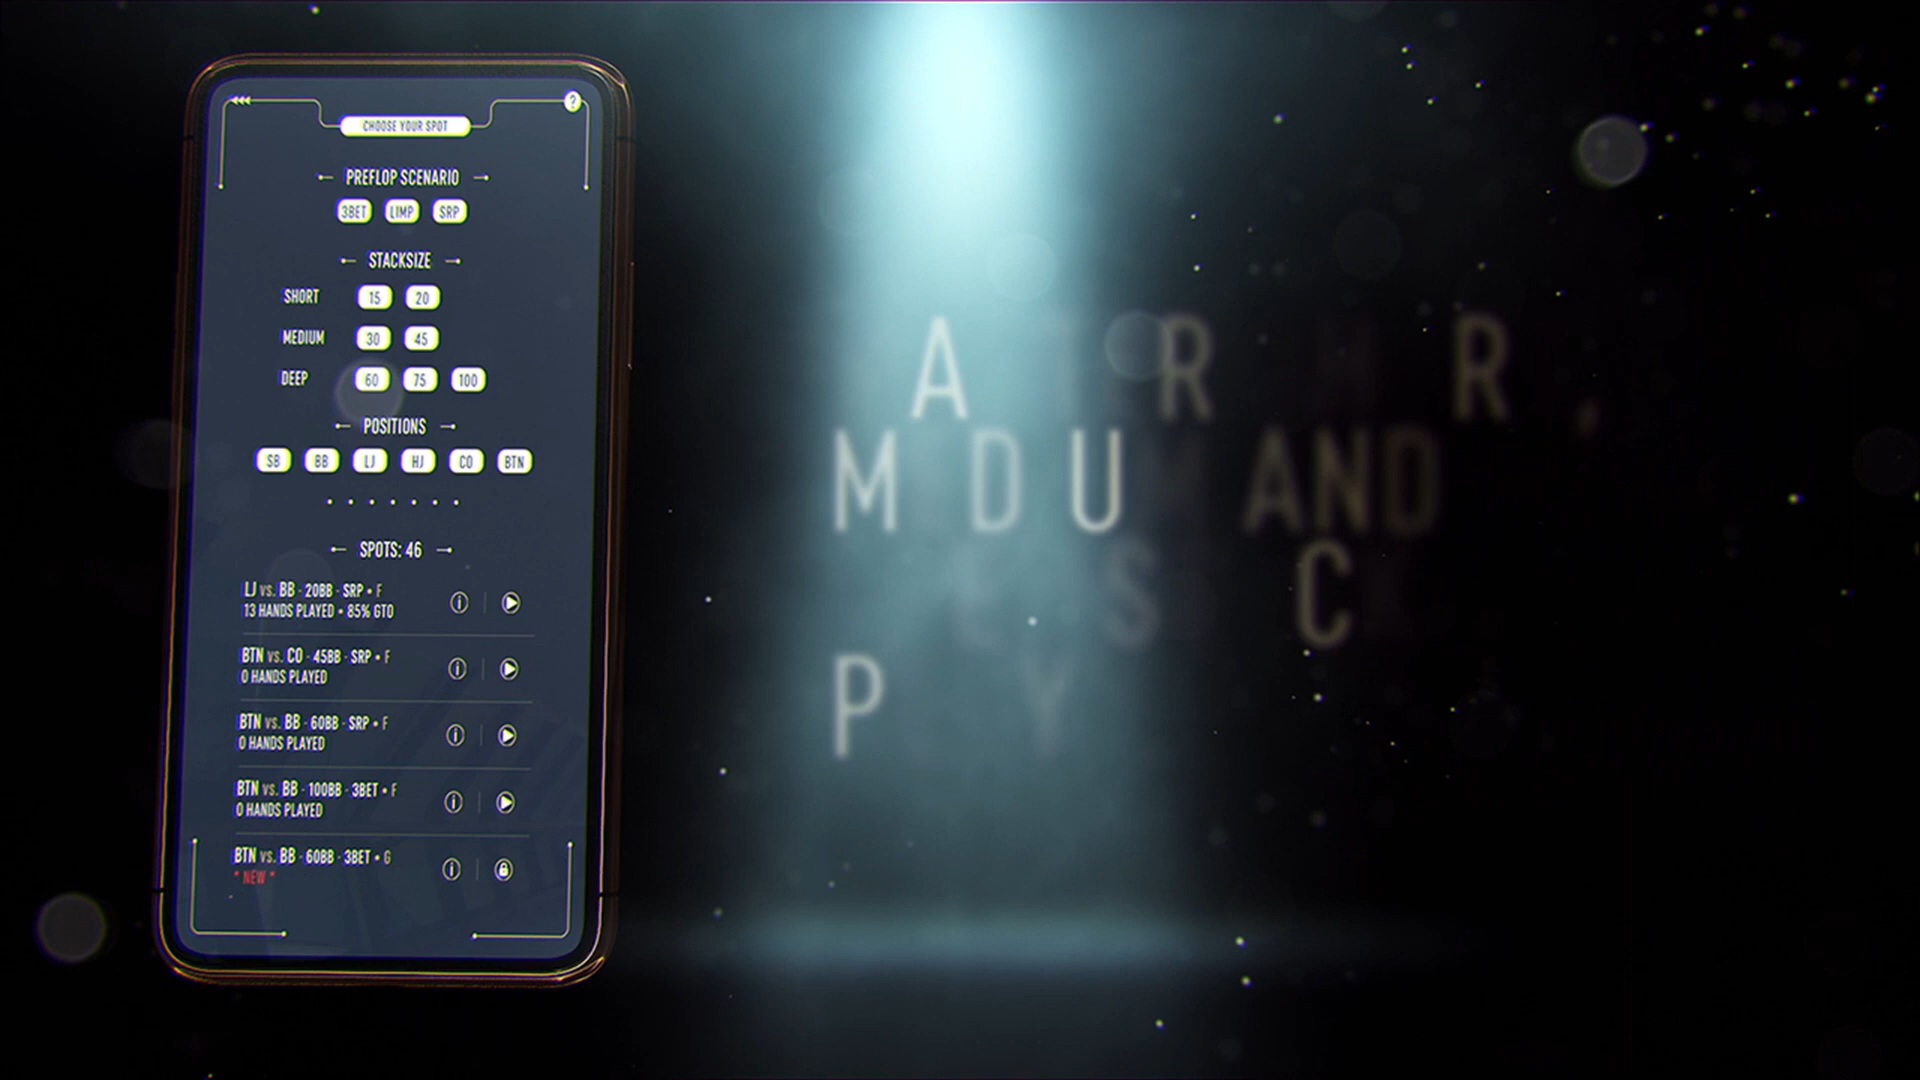 CHOOSE YOUR SPOT
?
PREFLOP SCENARIO
3BET LIMP SRP
STACKSIZE
SHORT 15 20
MEDIUM 30 45
DEEP 60 75 100
POSITIONS
SB BB LJ HJ CO BTN
SPOTS: 46
LJ vs. BB - 20BB - SRP • F
13 HANDS PLAYED • 85% GTO
BTN vs. CO - 45BB - SRP • F
0 HANDS PLAYED
BTN vs. BB - 60BB - SRP • F
0 HANDS PLAYED
BTN vs. BB - 100BB - 3BET • F
0 HANDS PLAYED
BTN vs. BB - 60BB - 3BET • G
* NEW *
A R R ,
M D U AND
S C
P Y